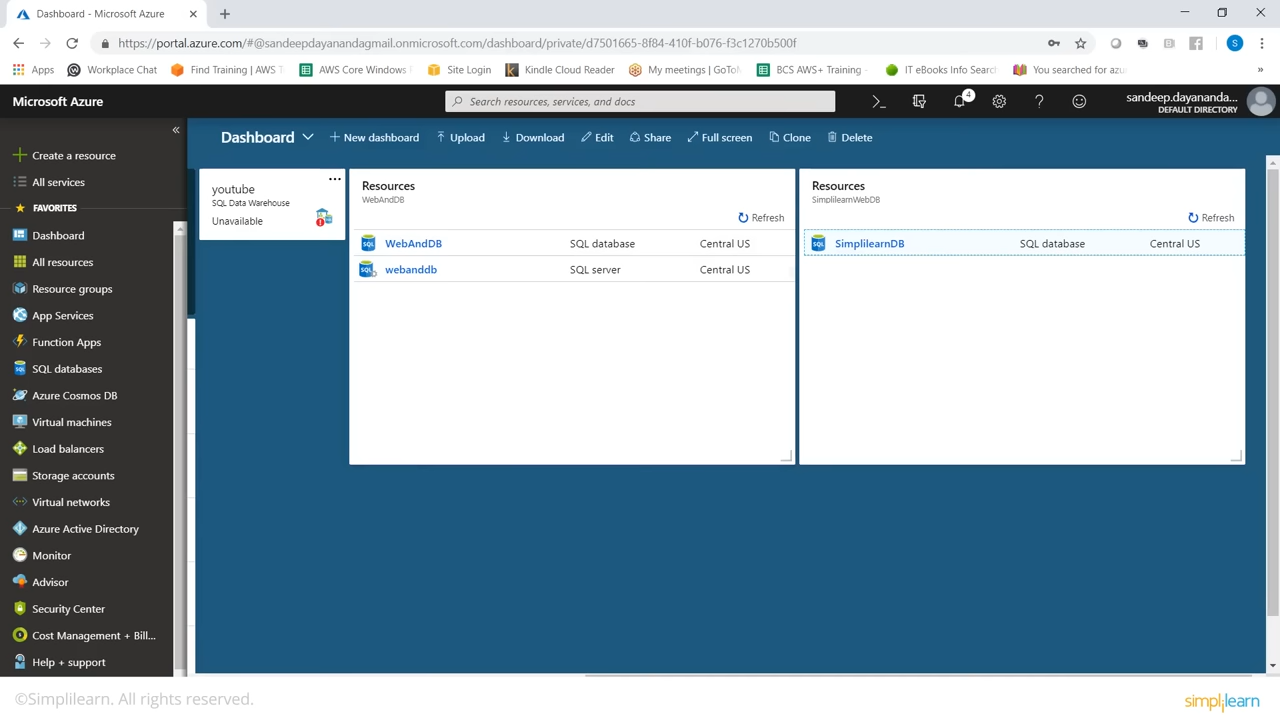 Dashboard - Microsoft Azure
https://portal.azure.com/#@sandeepdayanandagmail.onmicrosoft.com/dashboard/private/d7501665-8f84-410f-b076-f3c1270b500f
Apps Workplace Chat Find Training | AWS AWS Core Windows Site Login Kindle Cloud Reader My meetings | GoTo BCS AWS+ Training - IT eBooks Info Search You searched for azu »
Microsoft Azure
Search resources, services, and docs
4
sandeep.dayananda...
DEFAULT DIRECTORY
«
Dashboard New dashboard Upload Download Edit Share Full screen Clone Delete
Create a resource
All services
FAVORITES
Dashboard
All resources
Resource groups
App Services
Function Apps
SQL databases
Azure Cosmos DB
Virtual machines
Load balancers
Storage accounts
Virtual networks
Azure Active Directory
Monitor
Advisor
Security Center
Cost Management + Bill...
Help + support
youtube
SQL Data Warehouse
Unavailable
Resources
WebAndDB
Refresh
WebAndDB SQL database Central US
webanddb SQL server Central US
Resources
SimplilearnWebDB
Refresh
SimplilearnDB SQL database Central US
©Simplilearn. All rights reserved.
simplilearn